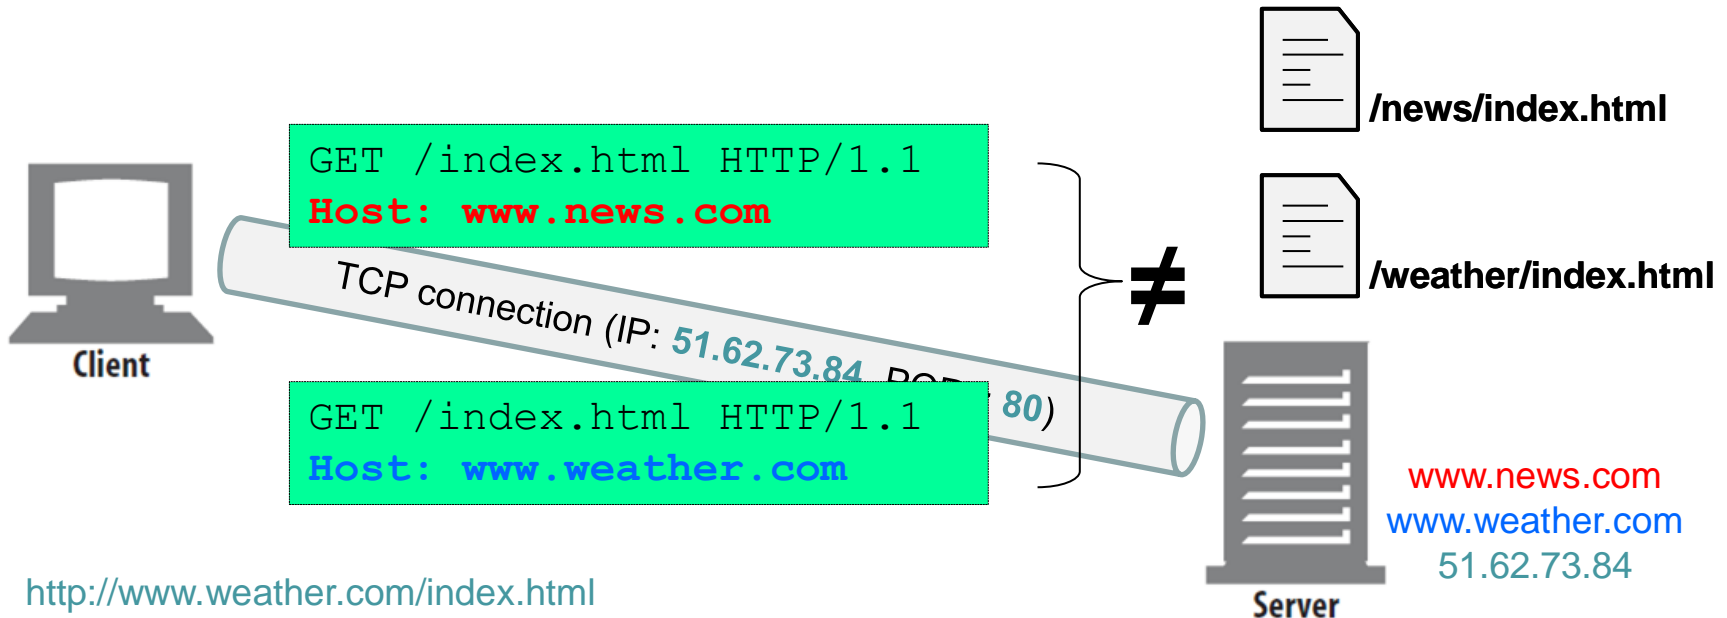 /news/index.html
GET /index.html HTTP/1.1
Host: www.news.com
/weather/index.html
TCP connection (IP: 51.62.73.84, 80)
Client
≠
GET /index.html HTTP/1.1
Host: www.weather.com
www.news.com
www.weather.com
51.62.73.84
http://www.weather.com/index.html
Server